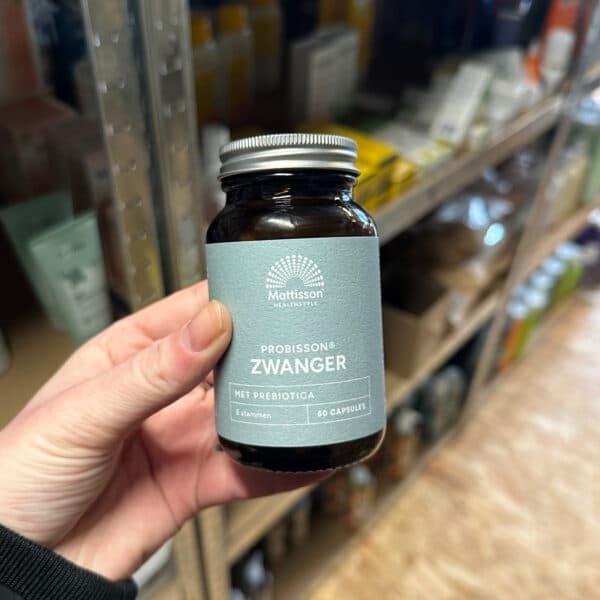 Mattisson
HEALTHSTYLE
PROBISSON®
ZWANGER
MET PREBIOTICA
8 stammen
60 CAPSULES